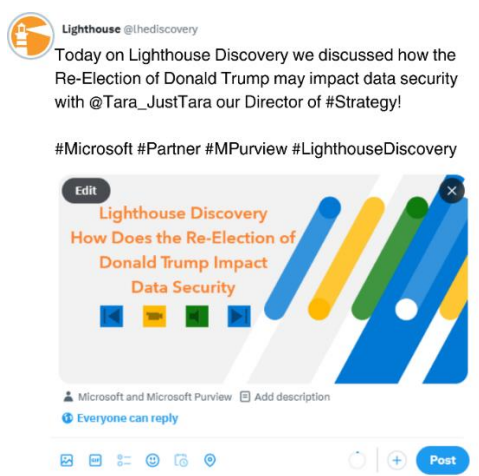 Lighthouse @lhediscovery
Today on Lighthouse Discovery we discussed how the
Re-Election of Donald Trump may impact data security
with @Tara_JustTara our Director of #Strategy!
#Microsoft #Partner #MPurview #LighthouseDiscovery
Edit
Lighthouse Discovery
How Does the Re-Election of
Donald Trump Impact
Data Security
Microsoft and Microsoft Purview Add description
Everyone can reply
GIF
Post